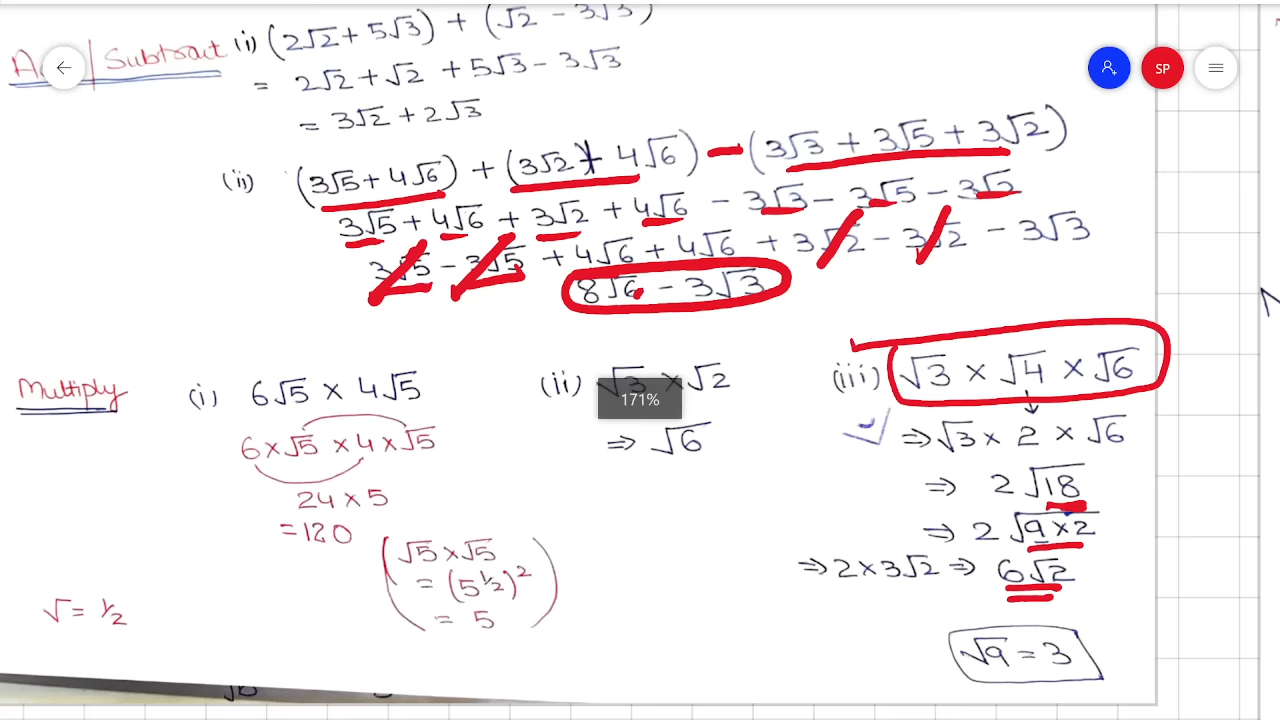 Add/Subtract (i) (2√2 + 5√3) + (√2 - 3√3)
= 2√2 + √2 + 5√3 - 3√3
= 3√2 + 2√3
(ii) (3√5 + 4√6) + (3√2 + 4√6) - (3√3 + 3√5 + 3√2)
3√5 + 4√6 + 3√2 + 4√6 - 3√3 - 3√5 - 3√2
3√5 - 3√5 + 4√6 + 4√6 + 3√2 - 3√2 - 3√3
8√6 - 3√3
SP
Multiply (i) 6√5 × 4√5
6×√5 × 4×√5
24 × 5
= 120
(√5 × √5
= (5^1/2)^2
= 5)
√ = 1/2
(ii) √3 × √2
171%
⇒ √6
(iii) √3 × √4 × √6
⇒ √3 × 2 × √6
⇒ 2√18
⇒ 2√9×2
⇒ 2×3√2 ⇒ 6√2
√9 = 3